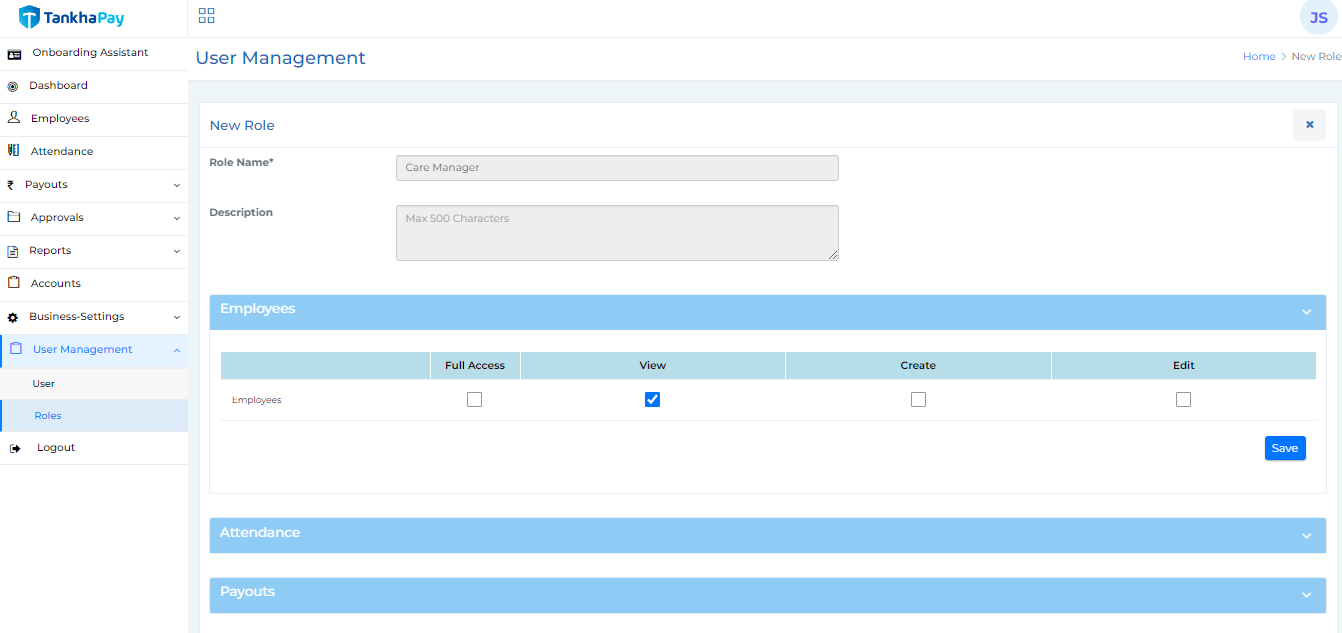 TankhaPay
JS
User Management
Home > New Role
Onboarding Assistant
Dashboard
Employees
Attendance
Payouts
Approvals
Reports
Accounts
Business-Settings
User Management
User
Roles
Logout
New Role
Role Name*
Care Manager
Description
Max 500 Characters
Employees
Full Access View Create Edit
Employees
Save
Attendance
Payouts